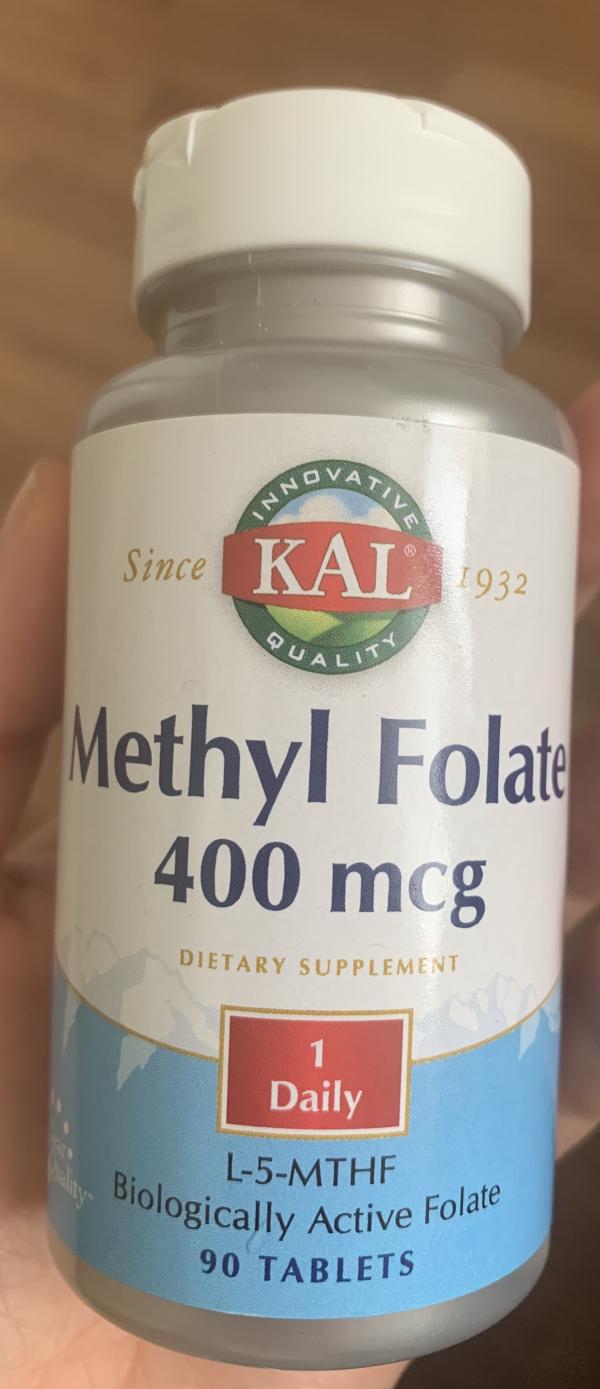 INNOVATIVE
Since KAL® 1932
QUALITY
Methyl Folate
400 mcg
DIETARY SUPPLEMENT
1
Daily
L-5-MTHF
Biologically Active Folate
90 TABLETS